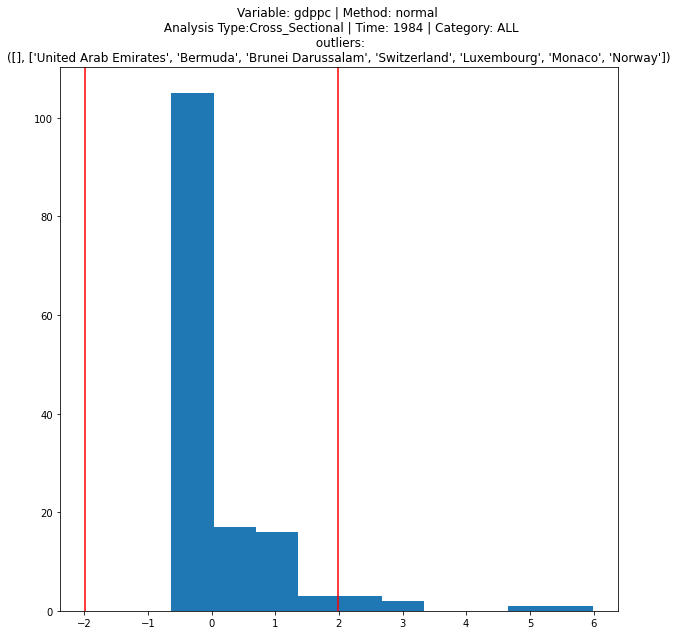 Variable: gdppc | Method: normal
Analysis Type:Cross_Sectional | Time: 1984 | Category: ALL
outliers:
([], ['United Arab Emirates', 'Bermuda', 'Brunei Darussalam', 'Switzerland', 'Luxembourg', 'Monaco', 'Norway'])
100
80
60
40
20
0
−2 −1 0 1 2 3 4 5 6